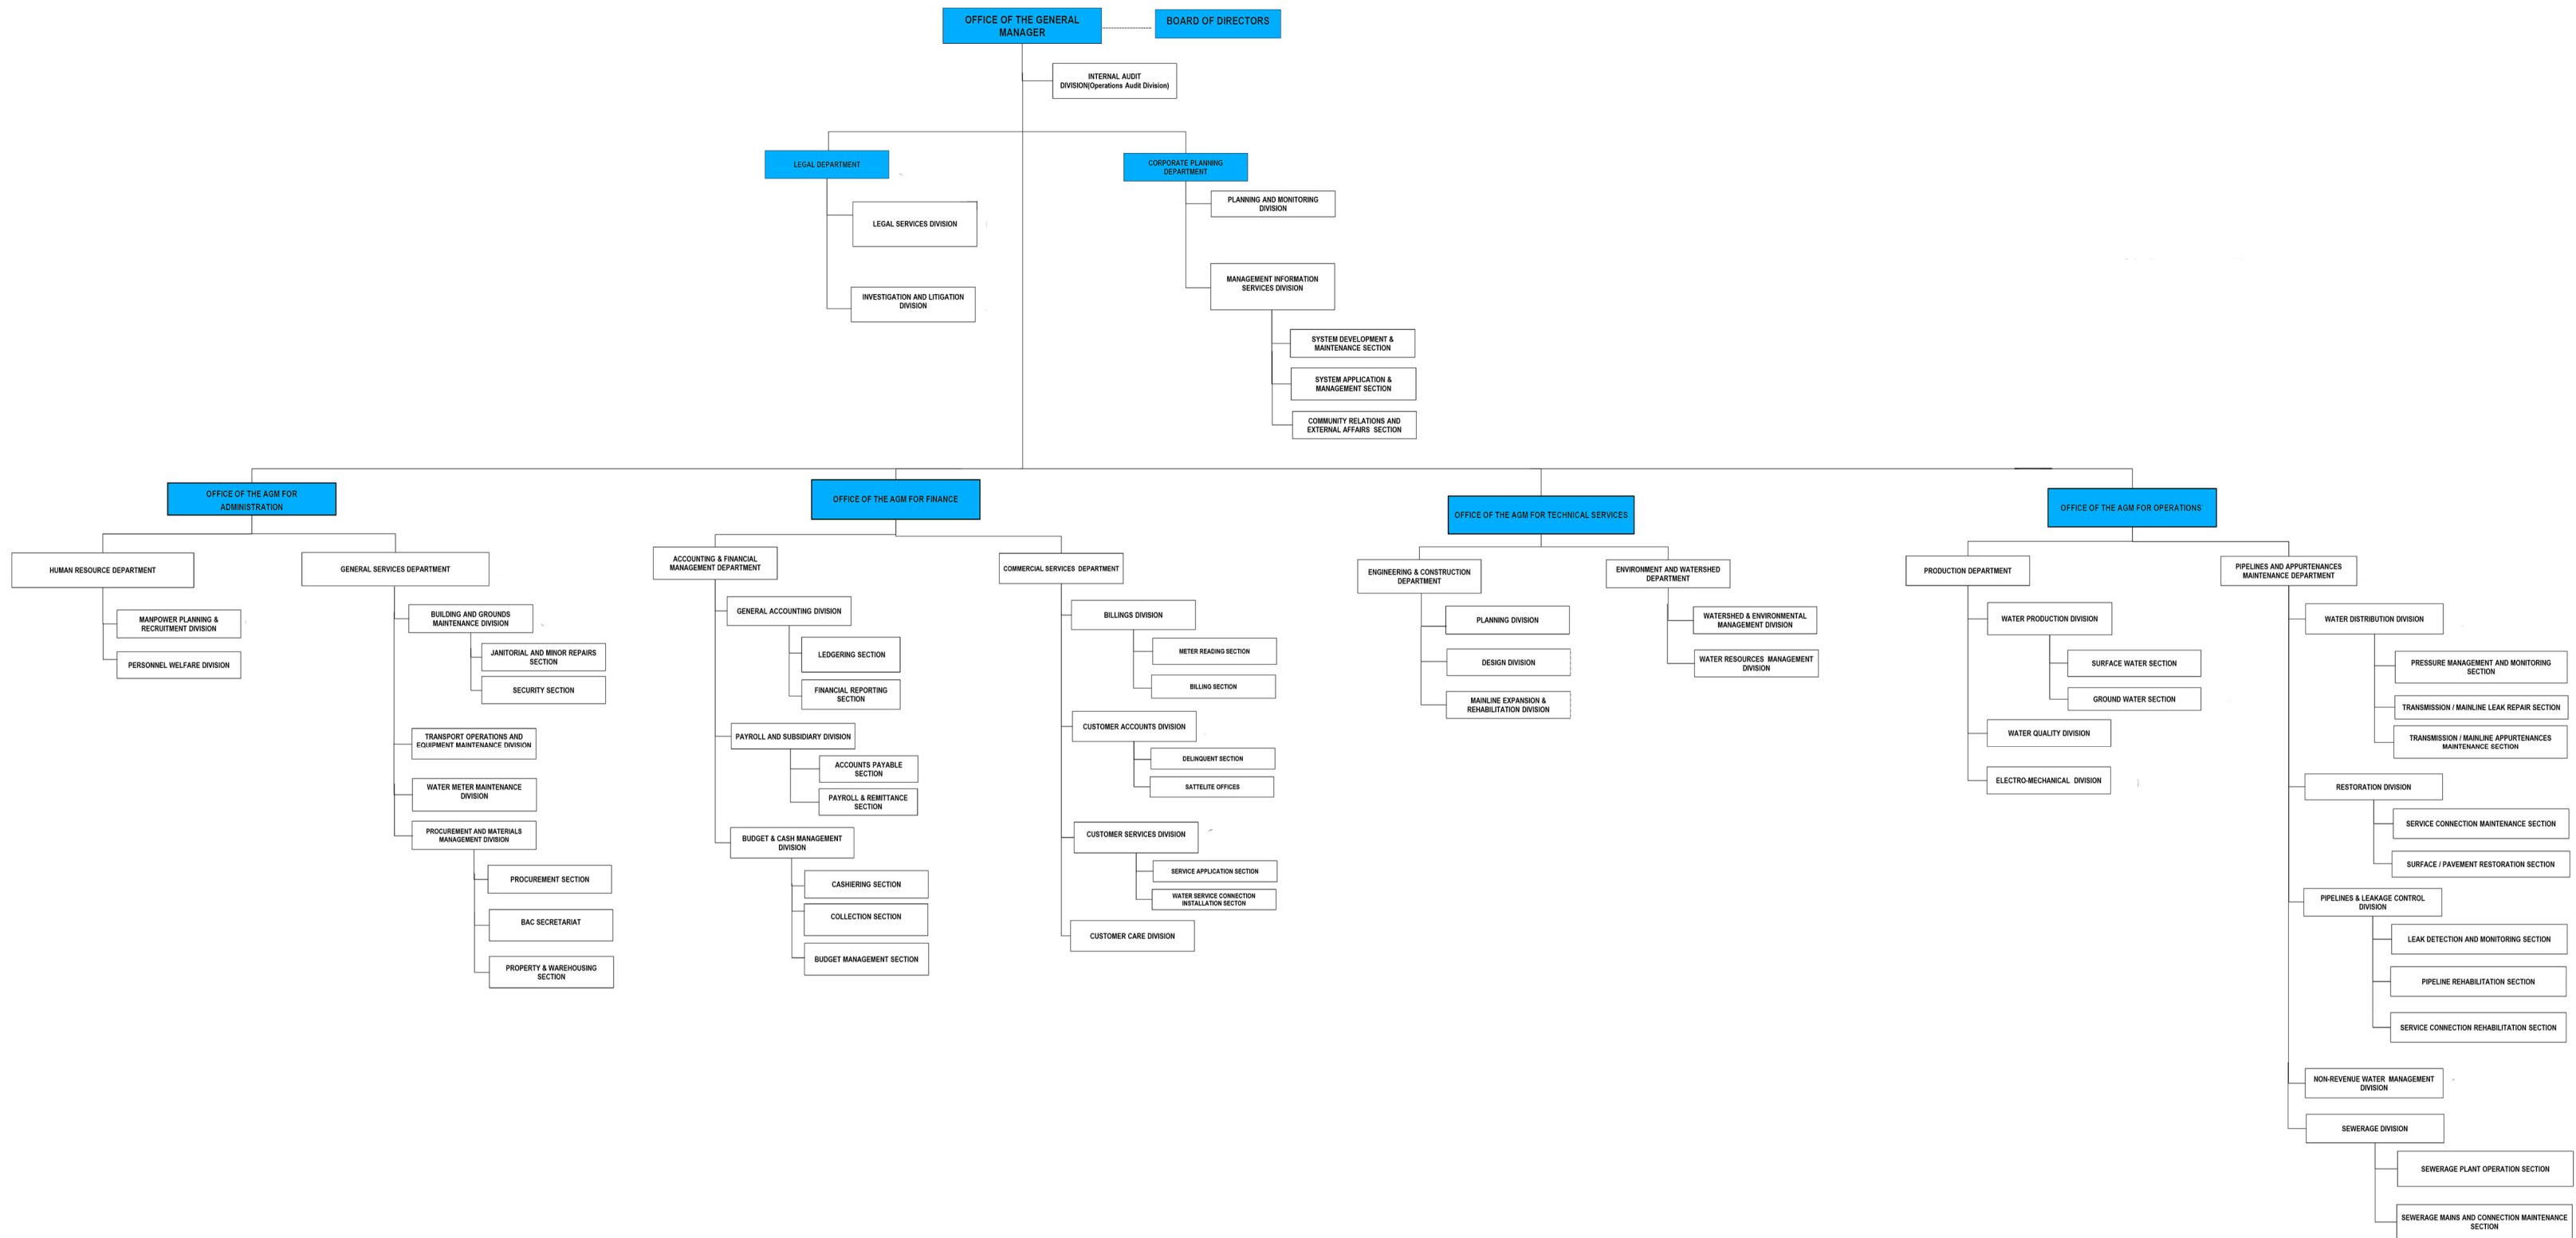 OFFICE OF THE GENERAL
MANAGER
BOARD OF DIRECTORS
INTERNAL AUDIT
DIVISION(Operations Audit Division)
LEGAL DEPARTMENT
LEGAL SERVICES DIVISION
INVESTIGATION AND LITIGATION
DIVISION
CORPORATE PLANNING
DEPARTMENT
PLANNING AND MONITORING
DIVISION
MANAGEMENT INFORMATION
SERVICES DIVISION
SYSTEM DEVELOPMENT &
MAINTENANCE SECTION
SYSTEM APPLICATION &
MANAGEMENT SECTION
COMMUNITY RELATIONS AND
EXTERNAL AFFAIRS SECTION
OFFICE OF THE AGM FOR
ADMINISTRATION
HUMAN RESOURCE DEPARTMENT
MANPOWER PLANNING &
RECRUITMENT DIVISION
PERSONNEL WELFARE DIVISION
GENERAL SERVICES DEPARTMENT
BUILDING AND GROUNDS
MAINTENANCE DIVISION
JANITORIAL AND MINOR REPAIRS
SECTION
SECURITY SECTION
TRANSPORT OPERATIONS AND
EQUIPMENT MAINTENANCE DIVISION
WATER METER MAINTENANCE
DIVISION
PROCUREMENT AND MATERIALS
MANAGEMENT DIVISION
PROCUREMENT SECTION
BAC SECRETARIAT
PROPERTY & WAREHOUSING
SECTION
OFFICE OF THE AGM FOR FINANCE
ACCOUNTING & FINANCIAL
MANAGEMENT DEPARTMENT
GENERAL ACCOUNTING DIVISION
LEDGERING SECTION
FINANCIAL REPORTING
SECTION
PAYROLL AND SUBSIDIARY DIVISION
ACCOUNTS PAYABLE
SECTION
PAYROLL & REMITTANCE
SECTION
BUDGET & CASH MANAGEMENT
DIVISION
CASHIERING SECTION
COLLECTION SECTION
BUDGET MANAGEMENT SECTION
COMMERCIAL SERVICES DEPARTMENT
BILLINGS DIVISION
METER READING SECTION
BILLING SECTION
CUSTOMER ACCOUNTS DIVISION
DELINQUENT SECTION
SATTELITE OFFICES
CUSTOMER SERVICES DIVISION
SERVICE APPLICATION SECTION
WATER SERVICE CONNECTION
INSTALLATION SECTON
CUSTOMER CARE DIVISION
OFFICE OF THE AGM FOR TECHNICAL SERVICES
ENGINEERING & CONSTRUCTION
DEPARTMENT
PLANNING DIVISION
DESIGN DIVISION
MAINLINE EXPANSION &
REHABILITATION DIVISION
ENVIRONMENT AND WATERSHED
DEPARTMENT
WATERSHED & ENVIRONMENTAL
MANAGEMENT DIVISION
WATER RESOURCES MANAGEMENT
DIVISION
OFFICE OF THE AGM FOR OPERATIONS'
PRODUCTION DEPARTMENT
WATER PRODUCTION DIVISION
SURFACE WATER SECTION
GROUND WATER SECTION
WATER QUALITY DIVISION
ELECTRO-MECHANICAL DIVISION
PIPELINES AND APPURTENANCES
MAINTENANCE DEPARTMENT
WATER DISTRIBUTION DIVISION
PRESSURE MANAGEMENT AND MONITORING
SECTION
TRANSMISSION / MAINLINE LEAK REPAIR SECTION
TRANSMISSION / MAINLINE APPURTENANCES
MAINTENANCE SECTION
RESTORATION DIVISION
SERVICE CONNECTION MAINTENANCE SECTION
SURFACE / PAVEMENT RESTORATION SECTION
PIPELINES & LEAKAGE CONTROL
DIVISION
LEAK DETECTION AND MONITORING SECTION
PIPELINE REHABILITATION SECTION
SERVICE CONNECTION REHABILITATION SECTION
NON-REVENUE WATER MANAGEMENT
DIVISION
SEWERAGE DIVISION
SEWERAGE PLANT OPERATION SECTION
SEWERAGE MAINS AND CONNECTION MAINTENANCE
SECTION